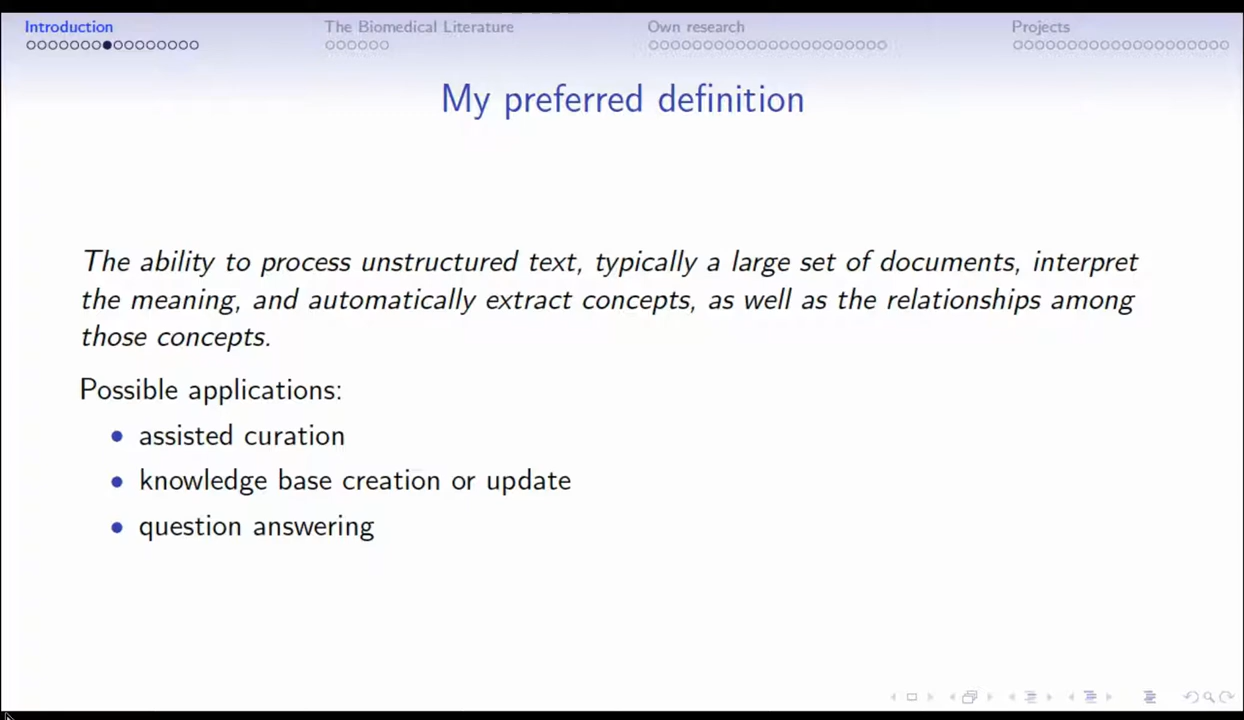 Introduction
The Biomedical Literature
Own research
Projects
My preferred definition
The ability to process unstructured text, typically a large set of documents, interpret
the meaning, and automatically extract concepts, as well as the relationships among
those concepts.
Possible applications:
• assisted curation
• knowledge base creation or update
• question answering